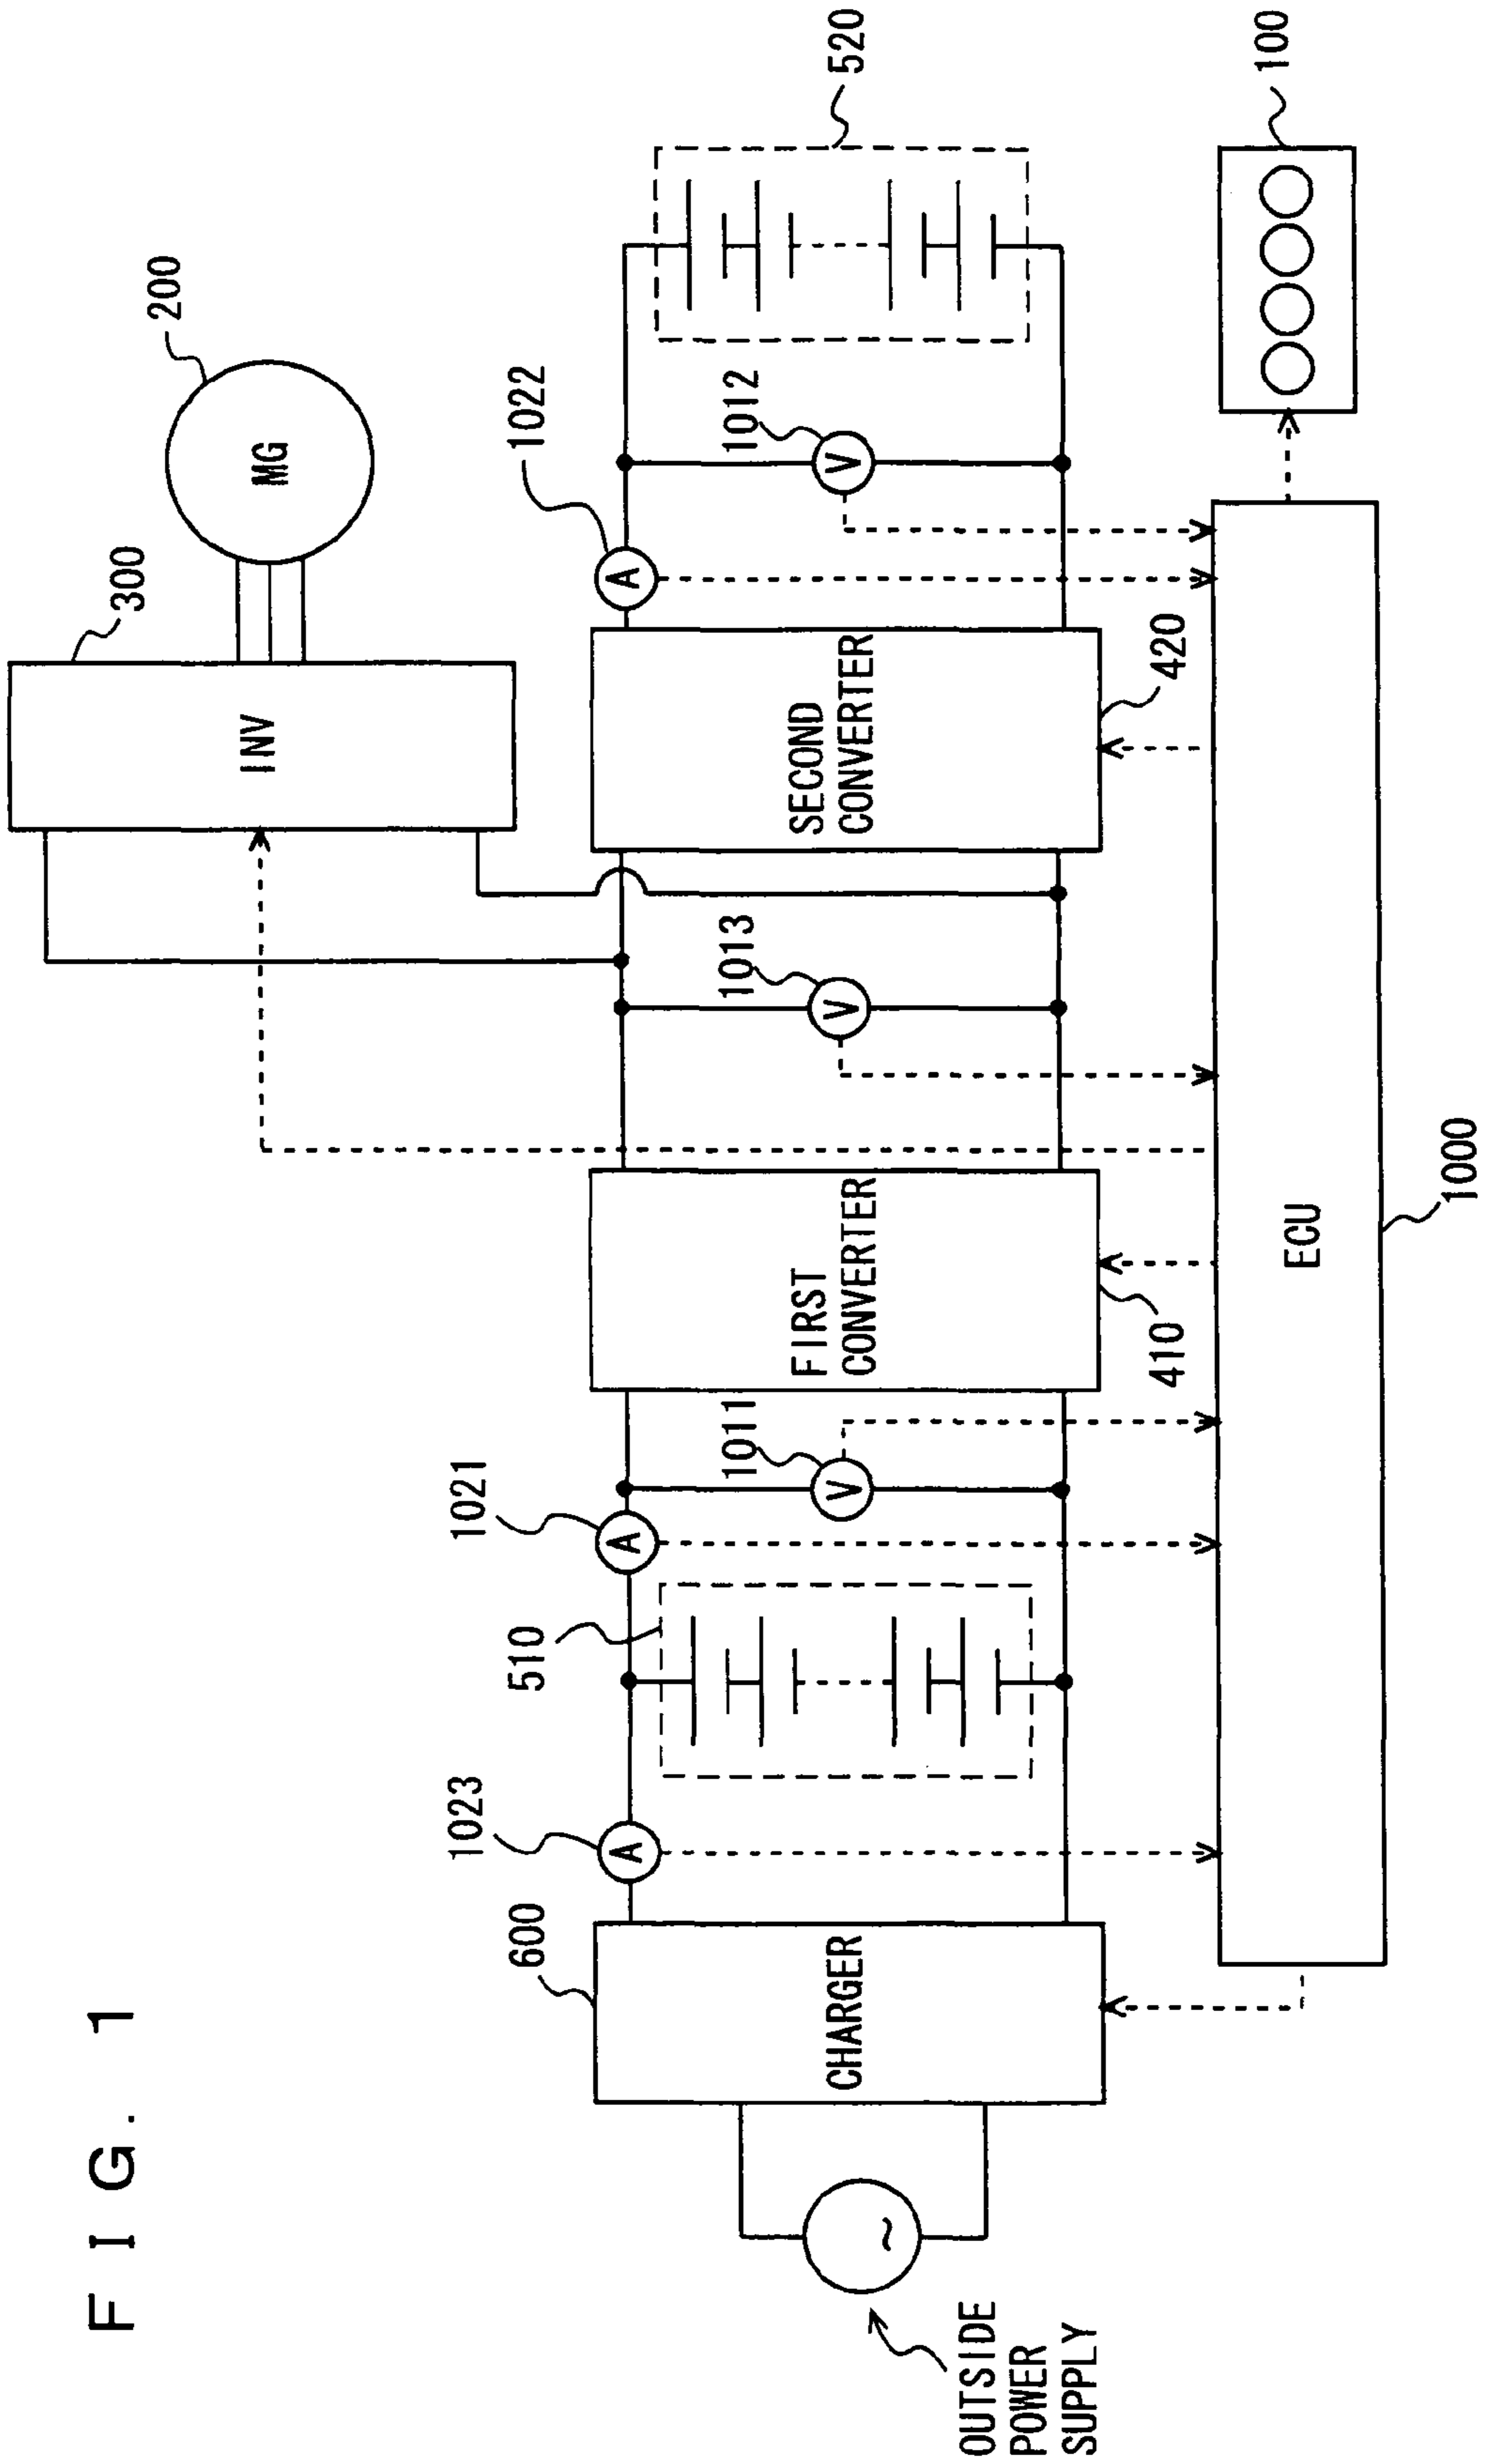 FIG. 1
200
MG
300
INV
520
1022
A
1012
V
100
SECOND
CONVERTER
420
1013
V
FIRST
CONVERTER
410
1011
V
1021
A
510
1023
A
600
CHARGER
ECU
1000
~
OUTSIDE
POWER
SUPPLY